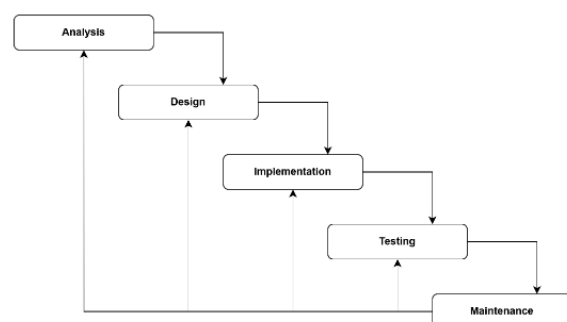 Analysis
Design
Implementation
Testing
Maintenance